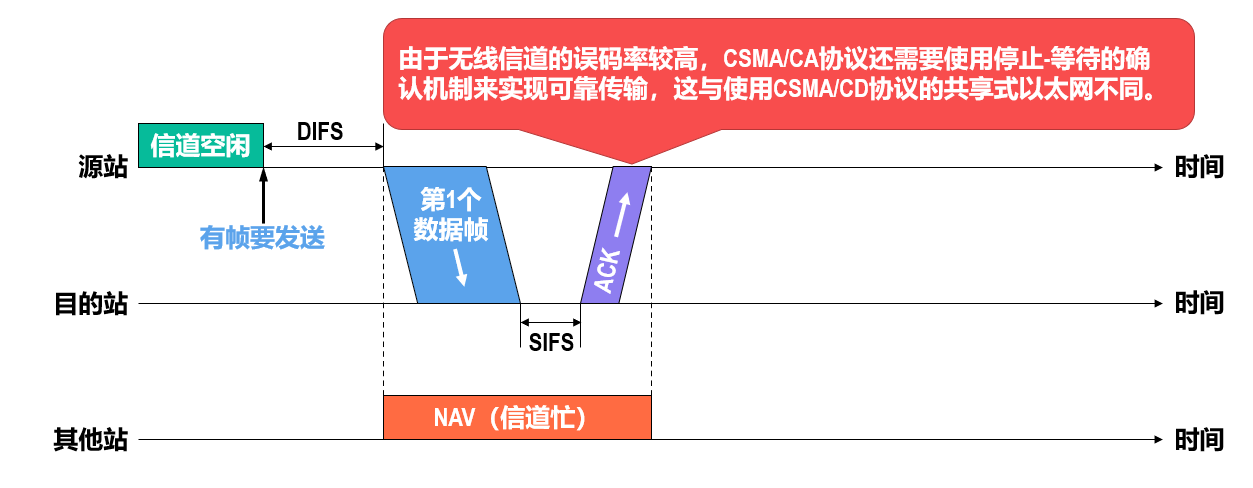 由于无线信道的误码率较高，CSMA/CA协议还需要使用停止-等待的确
认机制来实现可靠传输，这与使用CSMA/CD协议的共享式以太网不同。
信道空闲
DIFS
源站
时间
有帧要发送
第1个
数据帧
ACK
目的站
时间
SIFS
NAV（信道忙）
其他站
时间